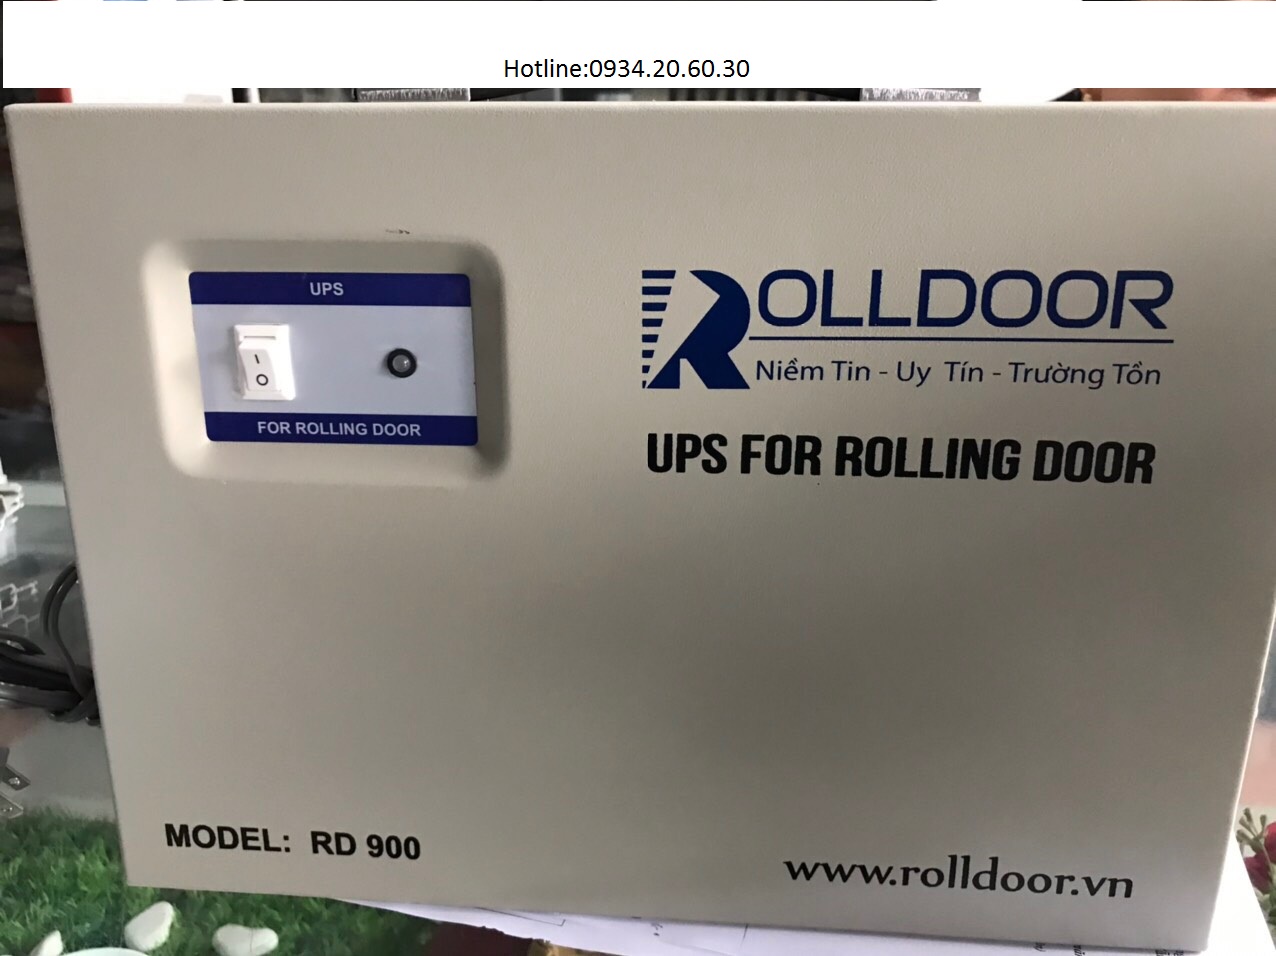 Hotline:0934.20.60.30
UPS
FOR ROLLING DOOR
ROLLDOOR
Niềm Tin - Uy Tín - Trường Tồn
UPS FOR ROLLING DOOR
MODEL: RD 900
www.rolldoor.vn